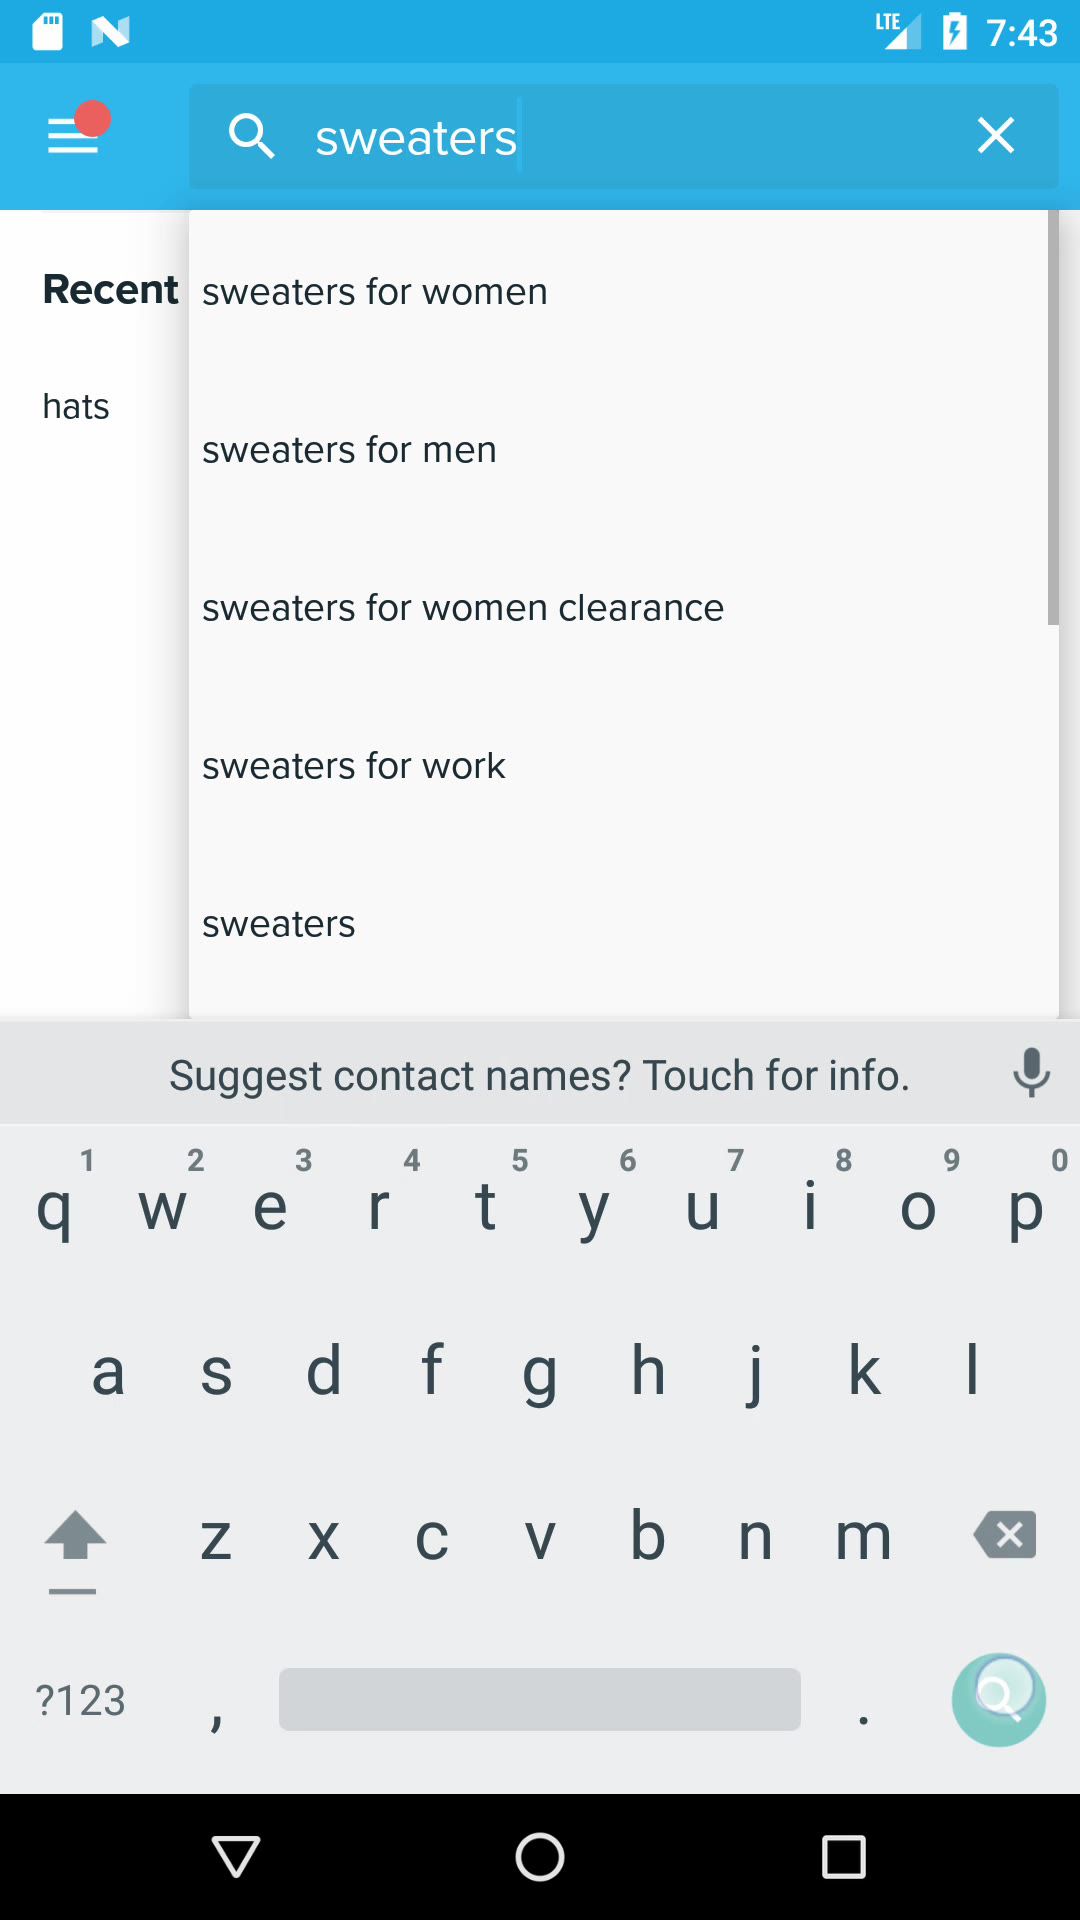 LTE 7:43
sweaters
Recent
hats
sweaters for women
sweaters for men
sweaters for women clearance
sweaters for work
sweaters
Suggest contact names? Touch for info.
1 2 3 4 5 6 7 8 9 0
q w e r t y u i o p
a s d f g h j k l
z x c v b n m
?123 , .